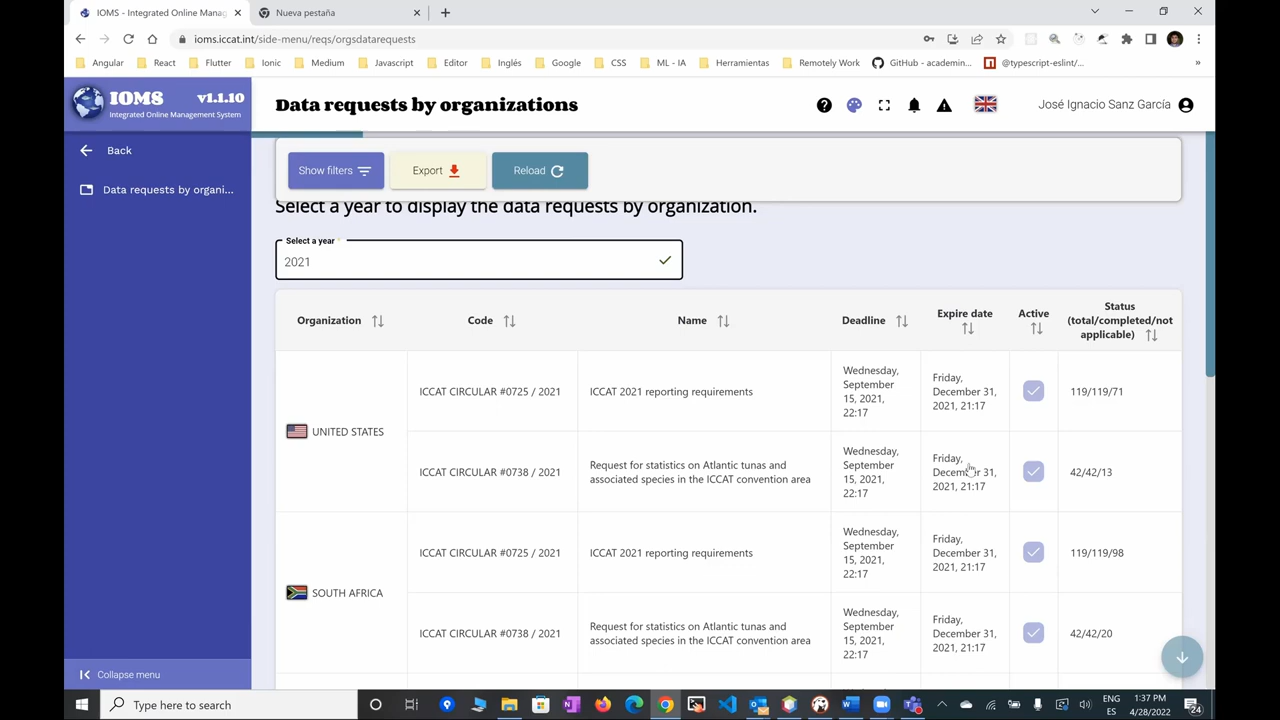 IOMS - Integrated Online Manag
Nueva pestaña
ioms.iccat.int/side-menu/reqs/orgsdatarequests
Angular
React
Flutter
Ionic
Medium
Javascript
Editor
Inglés
Google
CSS
ML - IA
Herramientas
Remotely Work
GitHub - academin...
@typescript-eslint/...
»
IOMS v1.1.10
Integrated Online Management System
Data requests by organizations
José Ignacio Sanz García
Back
Data requests by organi...
Collapse menu
Show filters
Export
Reload
Select a year to display the data requests by organization.
Select a year *
2021
Organization
Code
Name
Deadline
Expire date
Active
Status
(total/completed/not
applicable)
UNITED STATES
ICCAT CIRCULAR #0725 / 2021
ICCAT 2021 reporting requirements
Wednesday,
September
15, 2021,
22:17
Friday,
December 31,
2021, 21:17
119/119/71
ICCAT CIRCULAR #0738 / 2021
Request for statistics on Atlantic tunas and
associated species in the ICCAT convention area
Wednesday,
September
15, 2021,
22:17
Friday,
December 31,
2021, 21:17
42/42/13
SOUTH AFRICA
ICCAT CIRCULAR #0725 / 2021
ICCAT 2021 reporting requirements
Wednesday,
September
15, 2021,
22:17
Friday,
December 31,
2021, 21:17
119/119/98
ICCAT CIRCULAR #0738 / 2021
Request for statistics on Atlantic tunas and
associated species in the ICCAT convention area
Wednesday,
September
15, 2021,
22:17
Friday,
December 31,
2021, 21:17
42/42/20
Type here to search
ENG
ES
1:37 PM
4/28/2022
24